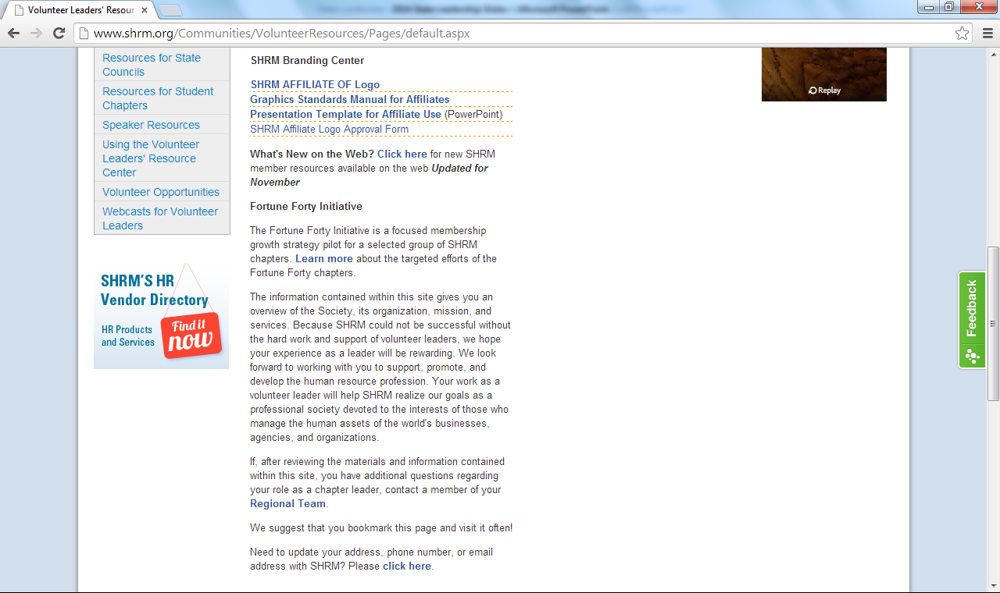 Volunteer Leaders' Resour
www.shrm.org/Communities/VolunteerResources/Pages/default.aspx
Resources for State
Councils
Resources for Student
Chapters
Speaker Resources
Using the Volunteer
Leaders' Resource
Center
Volunteer Opportunities
Webcasts for Volunteer
Leaders
SHRM'S HR
Vendor Directory
HR Products
and Services
Find it
now
SHRM Branding Center
SHRM AFFILIATE OF Logo
Graphics Standards Manual for Affiliates
Presentation Template for Affiliate Use (PowerPoint)
SHRM Affiliate Logo Approval Form
What's New on the Web? Click here for new SHRM
member resources available on the web Updated for
November
Fortune Forty Initiative
The Fortune Forty Initiative is a focused membership
growth strategy pilot for a selected group of SHRM
chapters. Learn more about the targeted efforts of the
Fortune Forty chapters.
The information contained within this site gives you an
overview of the Society, its organization, mission, and
services. Because SHRM could not be successful without
the hard work and support of volunteer leaders, we hope
your experience as a leader will be rewarding. We look
forward to working with you to support, promote, and
develop the human resource profession. Your work as a
volunteer leader will help SHRM realize our goals as a
professional society devoted to the interests of those who
manage the human assets of the world's businesses,
agencies, and organizations.
If, after reviewing the materials and information contained
within this site, you have additional questions regarding
your role as a chapter leader, contact a member of your
Regional Team.
We suggest that you bookmark this page and visit it often!
Need to update your address, phone number, or email
address with SHRM? Please click here.
Replay
Feedback